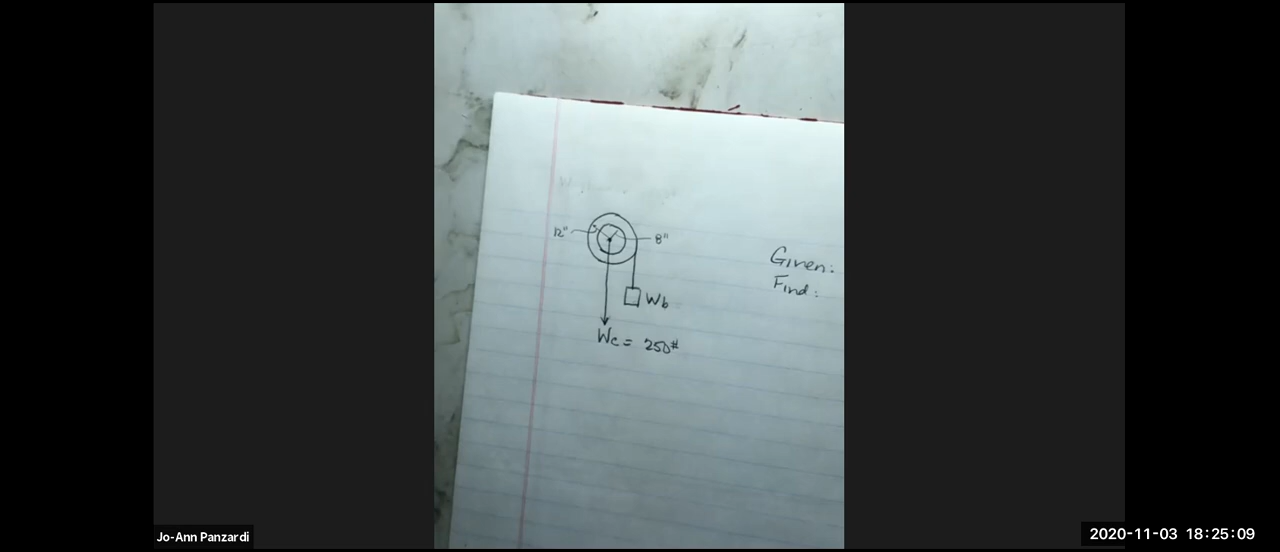 12"
8"
Wb
Wc = 250#
Given:
Find:
Jo-Ann Panzardi
2020-11-03 18:25:09